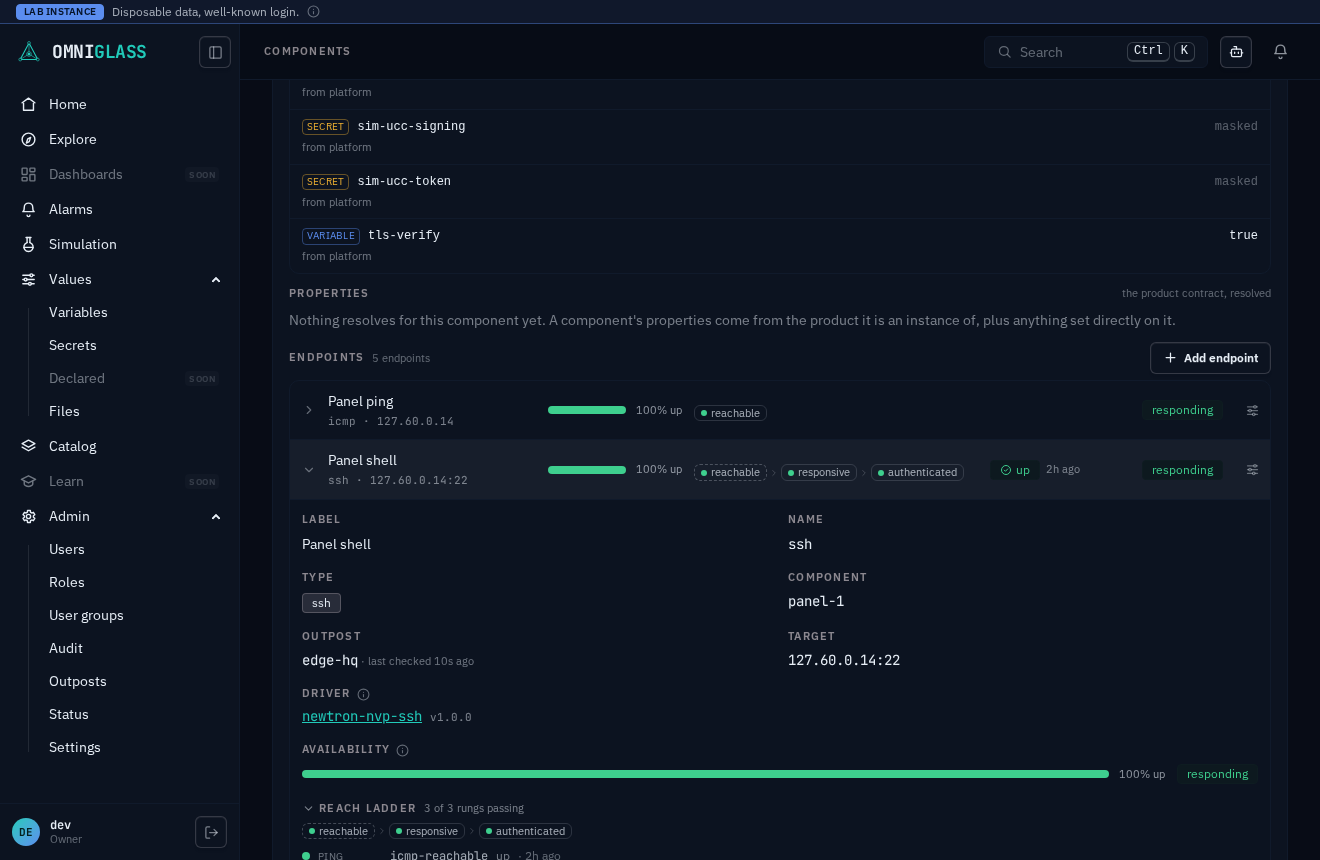 LAB INSTANCE Disposable data, well-known login.
OMNIGLASS
COMPONENTS
Search Ctrl K
Home
Explore
Dashboards SOON
Alarms
Simulation
Values
Variables
Secrets
Declared SOON
Files
Catalog
Learn SOON
Admin
Users
Roles
User groups
Audit
Outposts
Status
Settings
DE dev
Owner
from platform
SECRET sim-ucc-signing masked
from platform
SECRET sim-ucc-token masked
from platform
VARIABLE tls-verify true
from platform
PROPERTIES the product contract, resolved
Nothing resolves for this component yet. A component's properties come from the product it is an instance of, plus anything set directly on it.
ENDPOINTS 5 endpoints Add endpoint
Panel ping
icmp · 127.60.0.14
100% up reachable responding
Panel shell
ssh · 127.60.0.14:22
100% up reachable responsive authenticated up 2h ago responding
LABEL NAME
Panel shell ssh
TYPE COMPONENT
ssh panel-1
OUTPOST TARGET
edge-hq · last checked 10s ago 127.60.0.14:22
DRIVER
newtron-nvp-ssh v1.0.0
AVAILABILITY
100% up responding
REACH LADDER 3 of 3 rungs passing
reachable responsive authenticated
PING icmp-reachable up · 2h ago